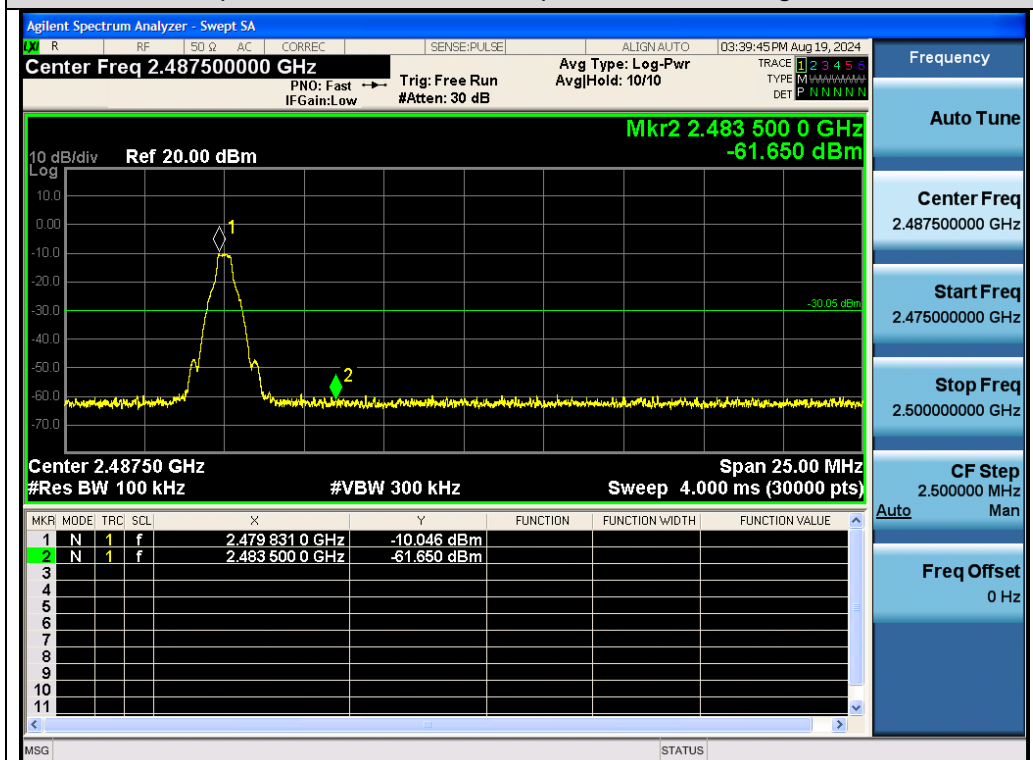 Agilent Spectrum Analyzer - Swept SA
LXI R RF 50 Ω AC CORREC SENSE:PULSE ALIGN AUTO 03:39:45 PM Aug 19, 2024
Center Freq 2.487500000 GHz
PNO: Fast
IFGain:Low
Trig: Free Run
#Atten: 30 dB
Avg Type: Log-Pwr
Avg|Hold: 10/10
TRACE 1 2 3 4 5 6
TYPE M W W W W W
DET P N N N N N
Mkr2 2.483 500 0 GHz
-61.650 dBm
10 dB/div Ref 20.00 dBm
Log
10.0
0.00
-10.0
-20.0
-30.0
-40.0
-50.0
-60.0
-70.0
1
2
-30.05 dBm
Center 2.48750 GHz Span 25.00 MHz
#Res BW 100 kHz #VBW 300 kHz Sweep 4.000 ms (30000 pts)
MKR MODE TRC SCL X Y FUNCTION FUNCTION WIDTH FUNCTION VALUE
1 N 1 f 2.479 831 0 GHz -10.046 dBm
2 N 1 f 2.483 500 0 GHz -61.650 dBm
3
4
5
6
7
8
9
10
11
MSG STATUS
Frequency
Auto Tune
Center Freq
2.487500000 GHz
Start Freq
2.475000000 GHz
Stop Freq
2.500000000 GHz
CF Step
2.500000 MHz
Auto Man
Freq Offset
0 Hz